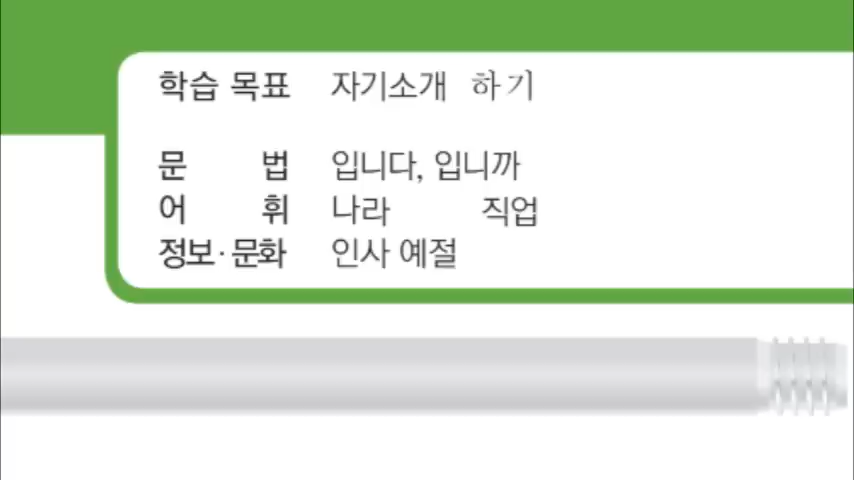 학습 목표 자기소개 하기
문 법 입니다, 입니까
어 휘 나라 직업
정보·문화 인사 예절